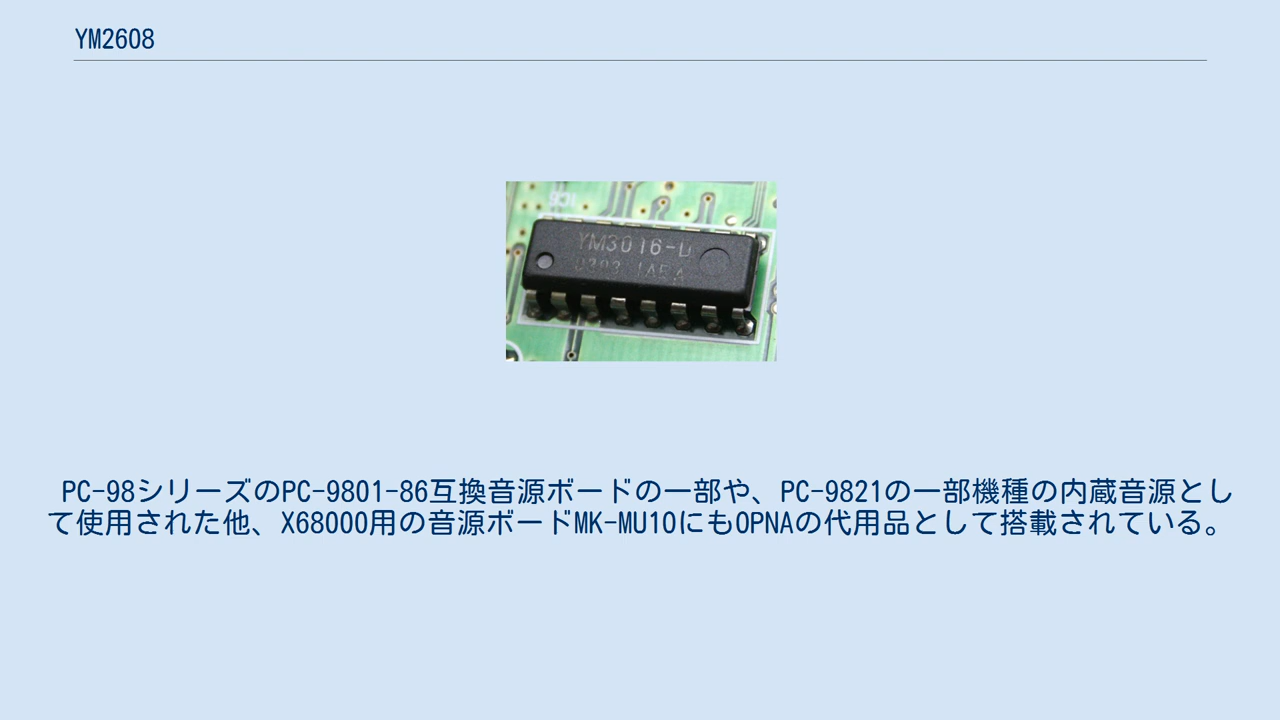 YM2608
IC6
YM3016-D
PC-98シリーズのPC-9801-86互換音源ボードの一部や、PC-9821の一部機種の内蔵音源とし
て使用された他、X68000用の音源ボードMK-MU1OにもOPNAの代用品として搭載されている。